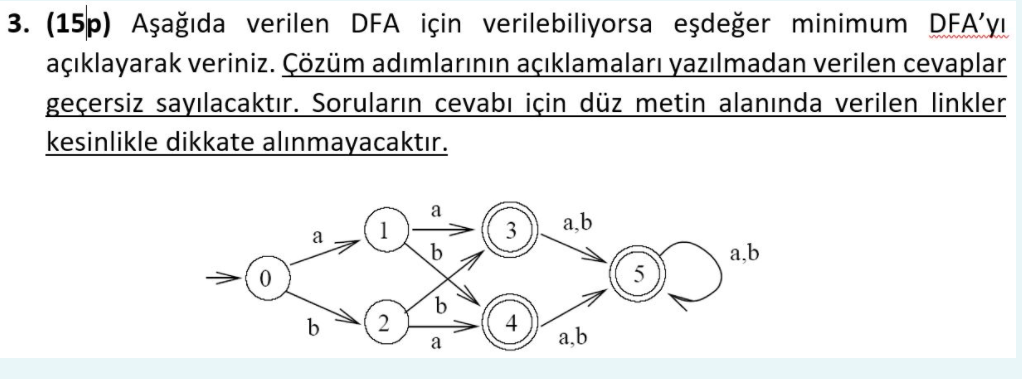 3. (15p) Aşağıda verilen DFA için verilebiliyorsa eşdeğer minimum DFA’yı
açıklayarak veriniz. Çözüm adımlarının açıklamaları yazılmadan verilen cevaplar
geçersiz sayılacaktır. Soruların cevabı için düz metin alanında verilen linkler
kesinlikle dikkate alınmayacaktır.
a
1
a
b
3
a,b
0
5
a,b
b
2
b
a
4
a,b